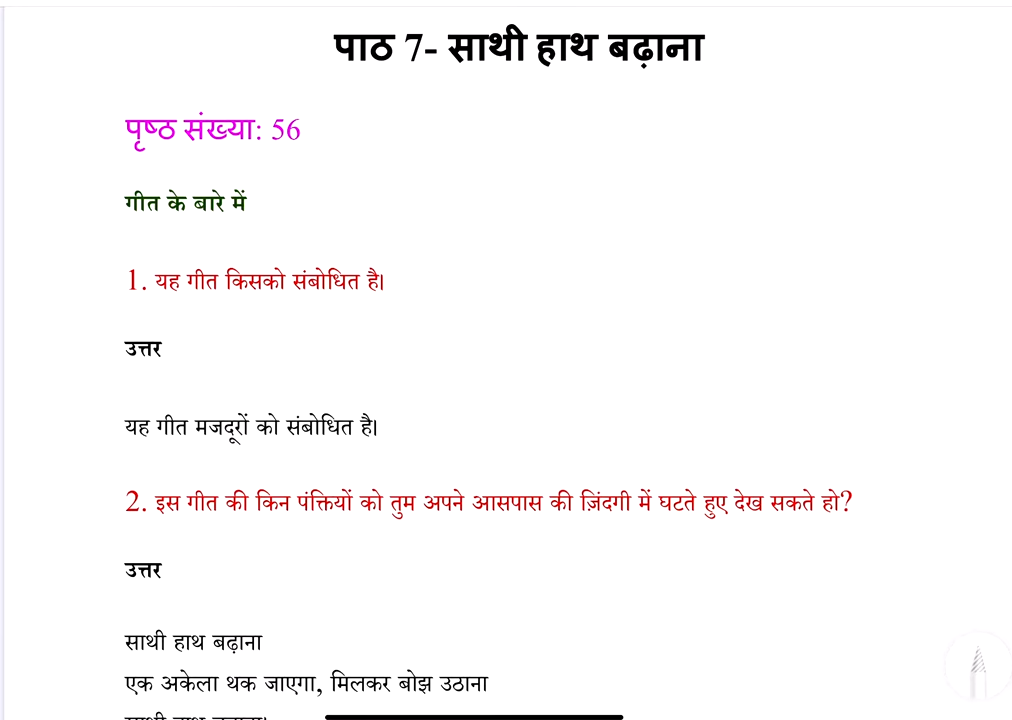 पाठ 7- साथी हाथ बढ़ाना
पृष्ठ संख्या: 56
गीत के बारे में
1. यह गीत किसको संबोधित है।
उत्तर
यह गीत मजदूरों को संबोधित है।
2. इस गीत की किन पंक्तियों को तुम अपने आसपास की ज़िंदगी में घटते हुए देख सकते हो?
उत्तर
साथी हाथ बढ़ाना
एक अकेला थक जाएगा, मिलकर बोझ उठाना